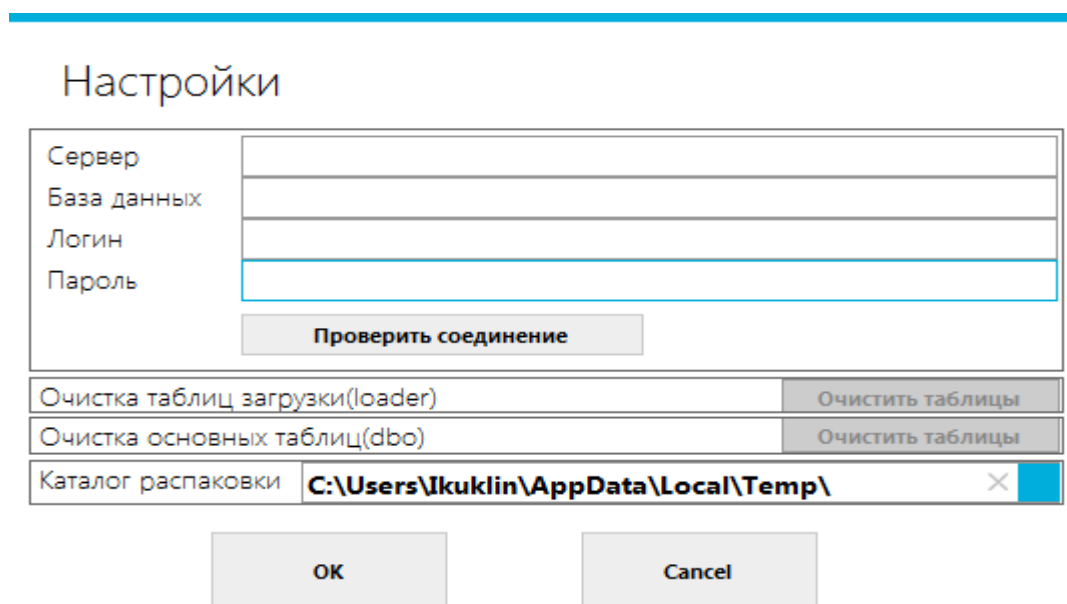 Настройки
Сервер
База данных
Логин
Пароль
Проверить соединение
Очистка таблиц загрузки(loader) Очистить таблицы
Очистка основных таблиц(dbo) Очистить таблицы
Каталог распаковки C:\Users\Ikuklin\AppData\Local\Temp\
OK Cancel